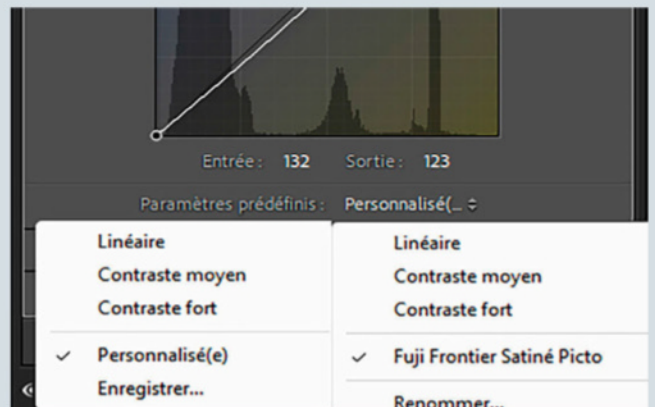 Entrée : 132 Sortie : 123
Paramètres prédéfinis : Personnalisé(...
Linéaire
Contraste moyen
Contraste fort
Personnalisé(e)
Enregistrer...
Linéaire
Contraste moyen
Contraste fort
Fuji Frontier Satiné Picto
Renommer...